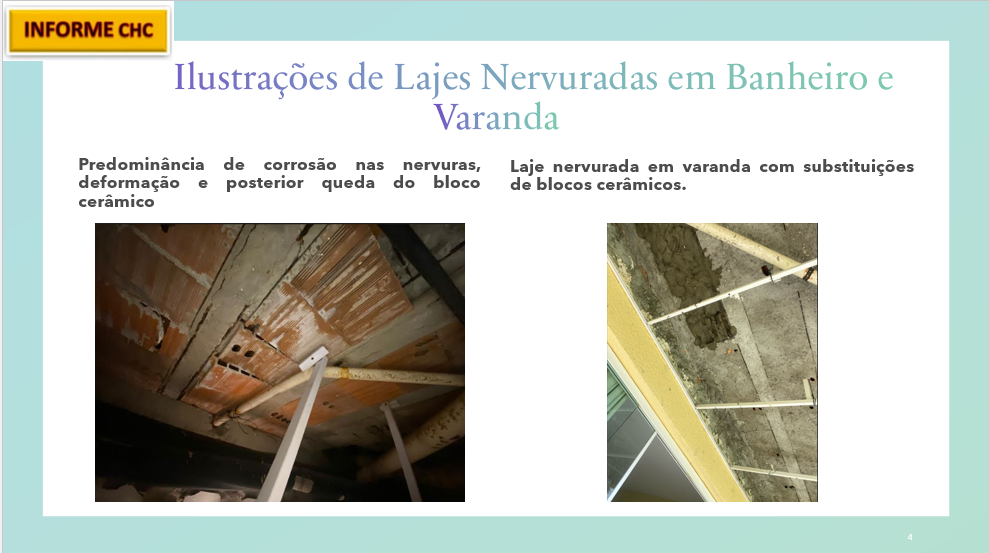 INFORME CHC
Ilustrações de Lajes Nervuradas em Banheiro e
Varanda
Predominância de corrosão nas nervuras,
deformação e posterior queda do bloco
cerâmico
Laje nervurada em varanda com substituições
de blocos cerâmicos.
4